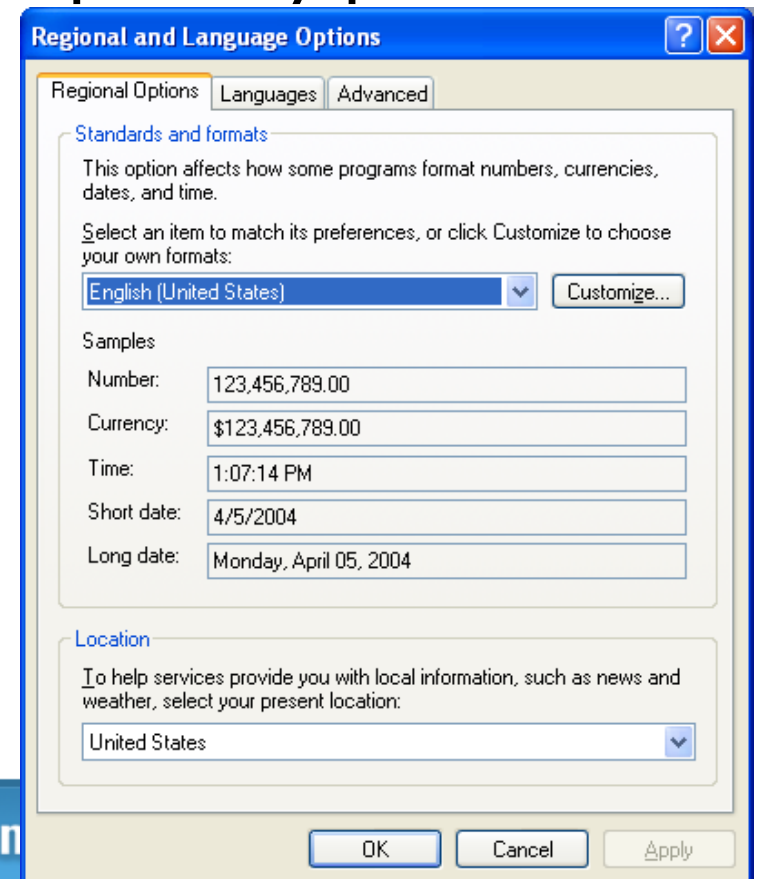 Regional and Language Options
Regional Options Languages Advanced
Standards and formats
This option affects how some programs format numbers, currencies,
dates, and time.
Select an item to match its preferences, or click Customize to choose
your own formats:
English (United States) Customize...
Samples
Number: 123,456,789.00
Currency: $123,456,789.00
Time: 1:07:14 PM
Short date: 4/5/2004
Long date: Monday, April 05, 2004
Location
To help services provide you with local information, such as news and
weather, select your present location:
United States
OK Cancel Apply